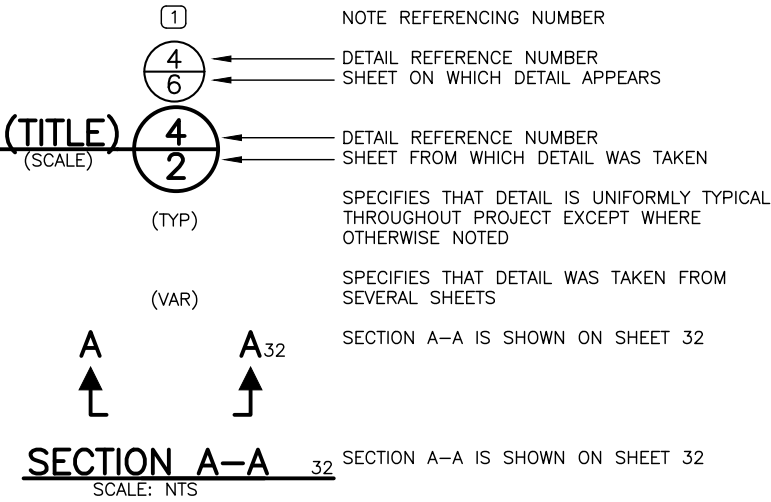 1 NOTE REFERENCING NUMBER
4 DETAIL REFERENCE NUMBER
6 SHEET ON WHICH DETAIL APPEARS
(TITLE) 4 DETAIL REFERENCE NUMBER
(SCALE) 2 SHEET FROM WHICH DETAIL WAS TAKEN
(TYP) SPECIFIES THAT DETAIL IS UNIFORMLY TYPICAL
THROUGHOUT PROJECT EXCEPT WHERE
OTHERWISE NOTED
(VAR) SPECIFIES THAT DETAIL WAS TAKEN FROM
SEVERAL SHEETS
A A32 SECTION A-A IS SHOWN ON SHEET 32
SECTION A-A 32 SECTION A-A IS SHOWN ON SHEET 32
SCALE: NTS